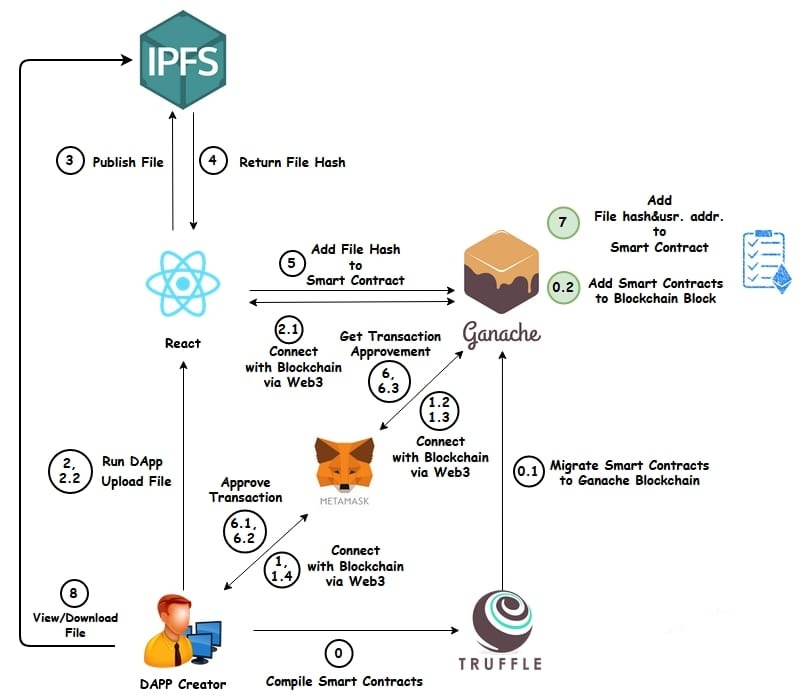 IPFS
3
Publish File
4
Return File Hash
7
Add
File hash&usr. addr.
to
Smart Contract
5
Add File Hash
to
Smart Contract
0.2
Add Smart Contracts
to Blockchain Block
React
2.1
Connect
with Blockchain
via Web3
Ganache
Get Transaction
Approvement
6,
6.3
1.2
1.3
Connect
with Blockchain
via Web3
METAMASK
0.1
Migrate Smart Contracts
to Ganache Blockchain
2,
2.2
Run DApp
Upload File
Approve
Transaction
6.1,
6.2
1,
1.4
Connect
with Blockchain
via Web3
8
View/Download
File
DAPP Creator
0
Compile Smart Contracts
TRUFFLE